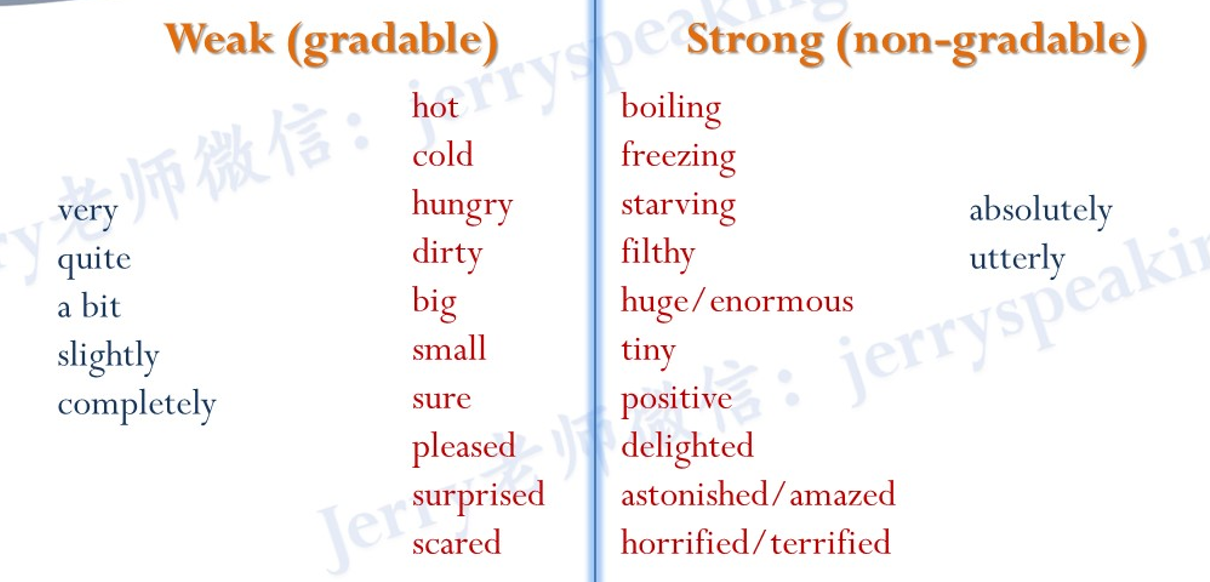 Weak (gradable)
Strong (non-gradable)
very
quite
a bit
slightly
completely
hot
cold
hungry
dirty
big
small
sure
pleased
surprised
scared
boiling
freezing
starving
filthy
huge/enormous
tiny
positive
delighted
astonished/amazed
horrified/terrified
absolutely
utterly
Jerry老师微信：jerryspeaking
Jerry老师微信：jerryspeaking